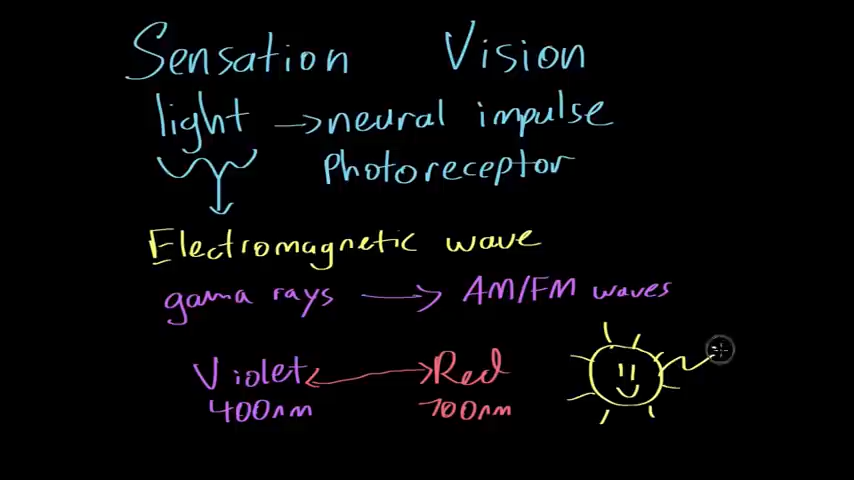 Sensation Vision
light → neural impulse
Photoreceptor
Electromagnetic wave
gama rays → AM/FM waves
Violet ↔ Red
400nm 700nm